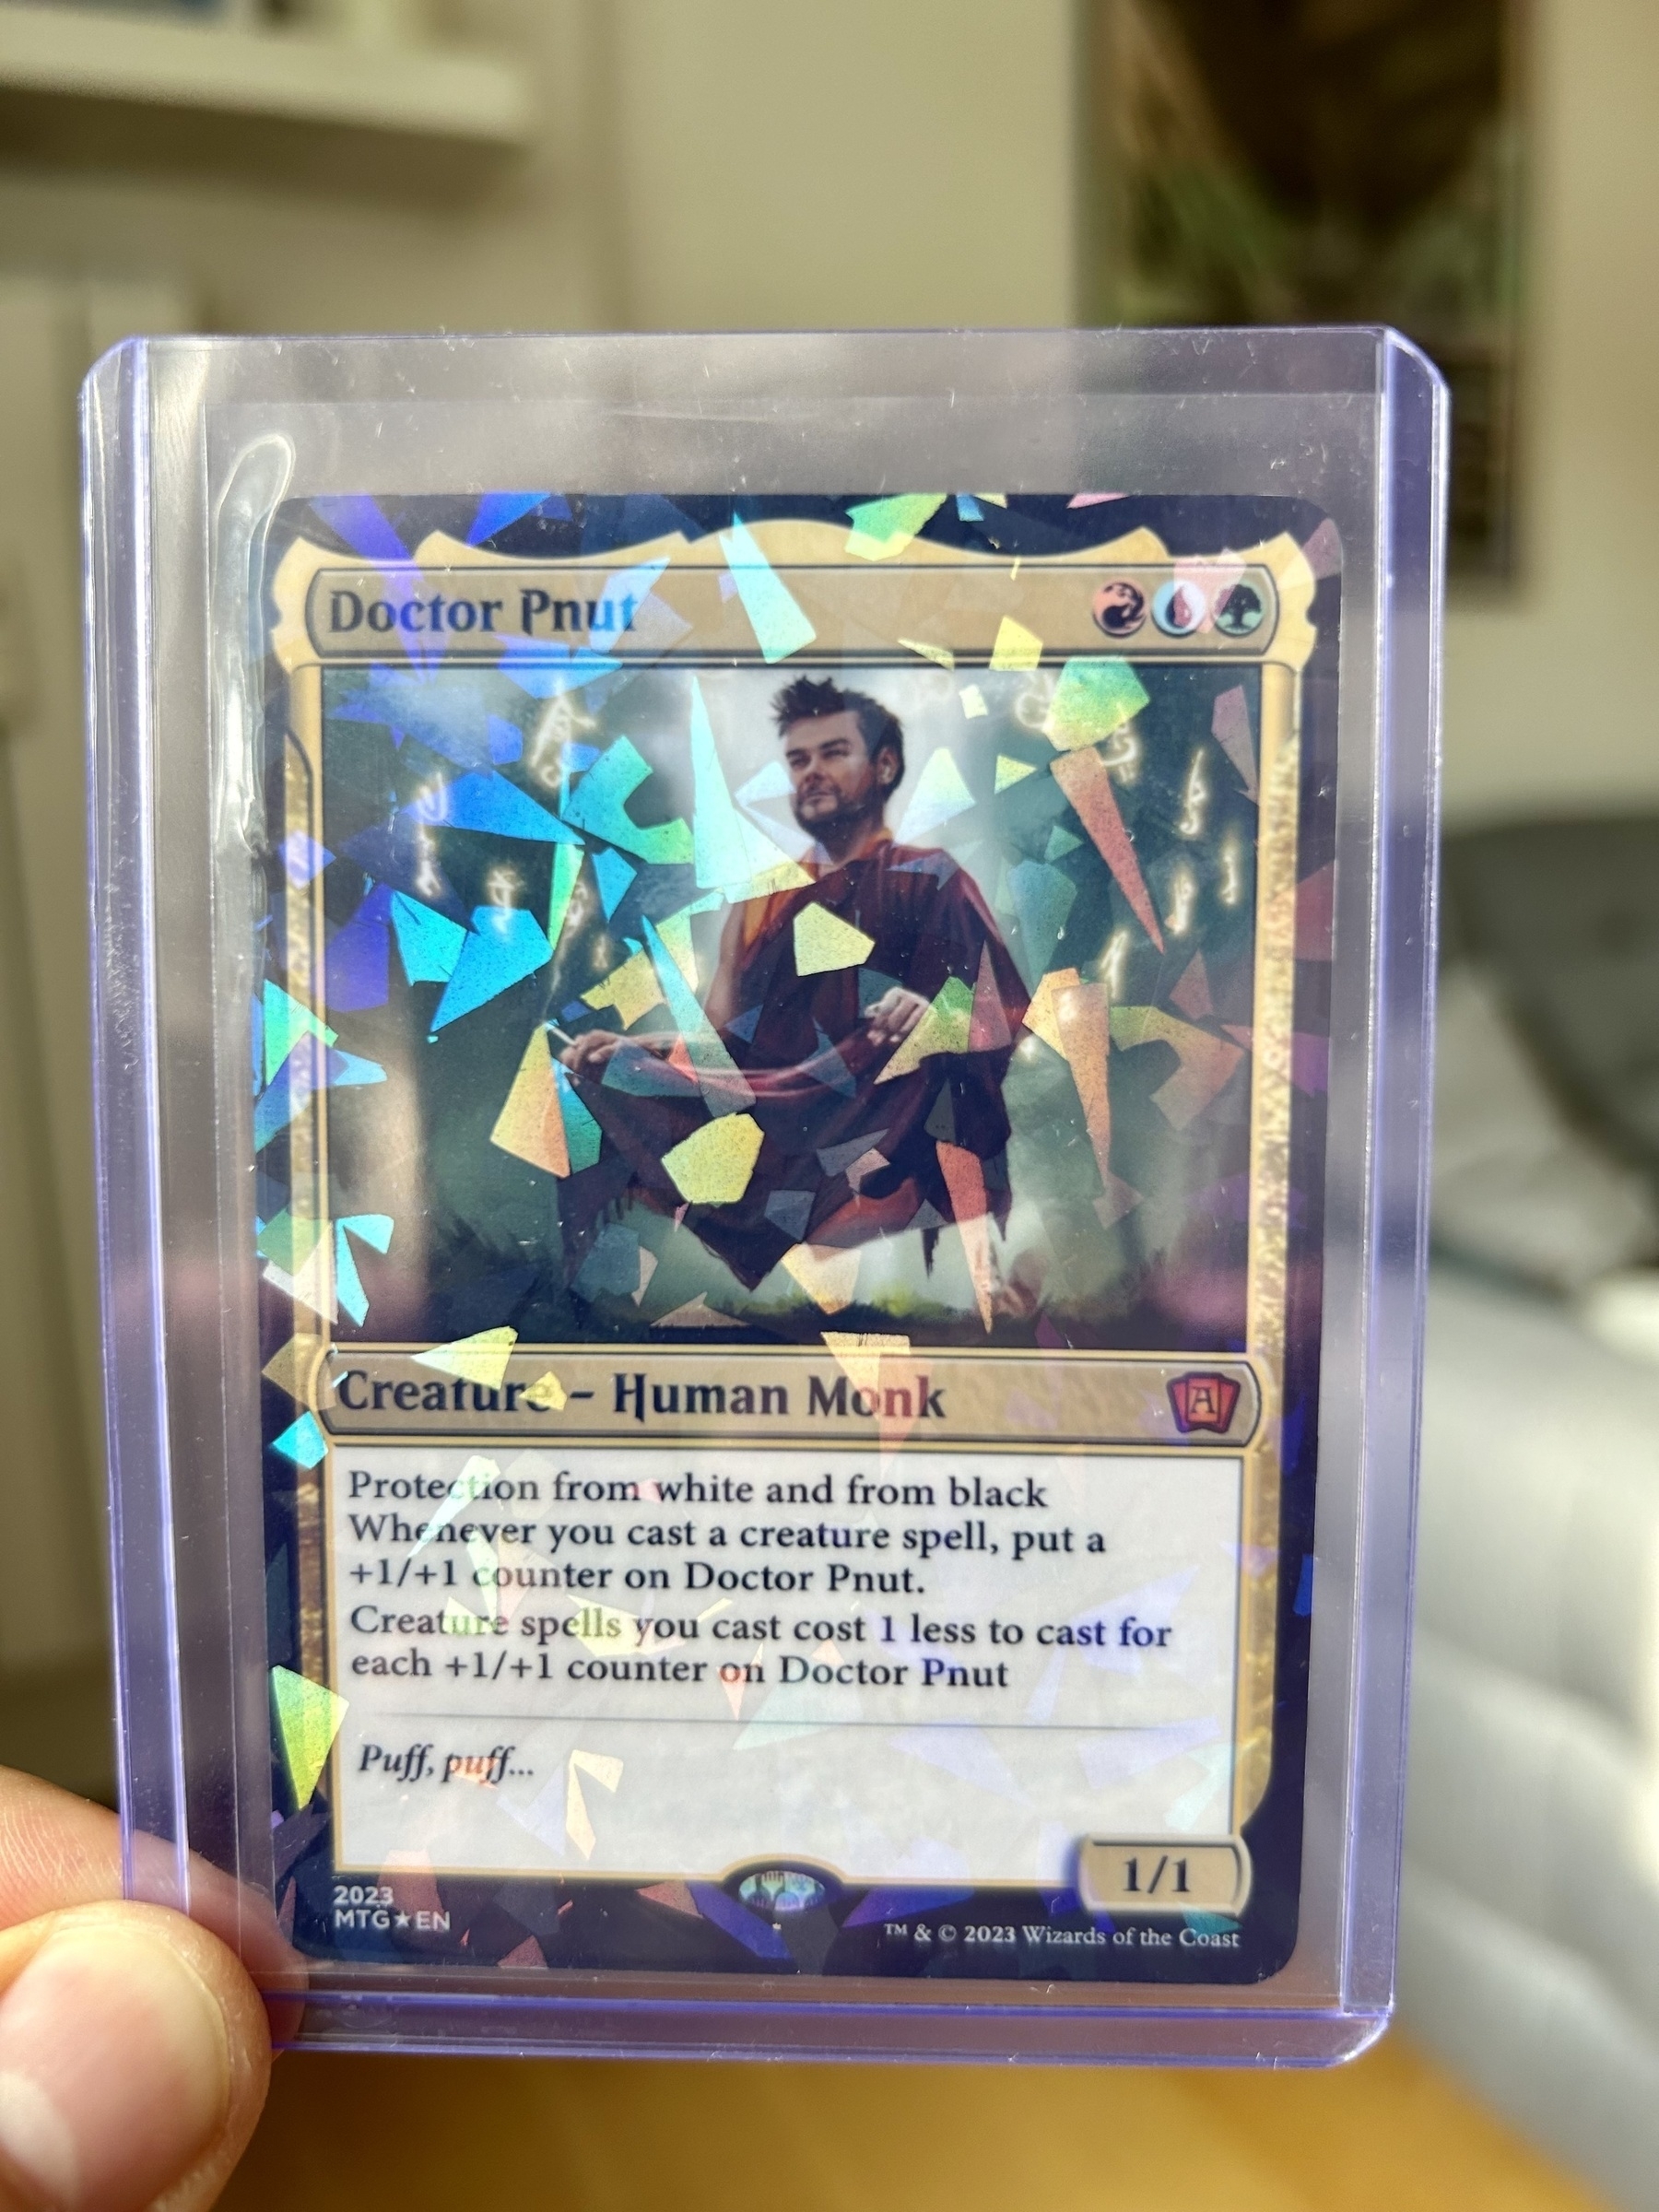 Doctor Pnut
Creature – Human Monk
A
Protection from white and from black
Whenever you cast a creature spell, put a
+1/+1 counter on Doctor Pnut.
Creature spells you cast cost 1 less to cast for
each +1/+1 counter on Doctor Pnut
Puff, puff...
1/1
2023
MTG★EN
™ & © 2023 Wizards of the Coast